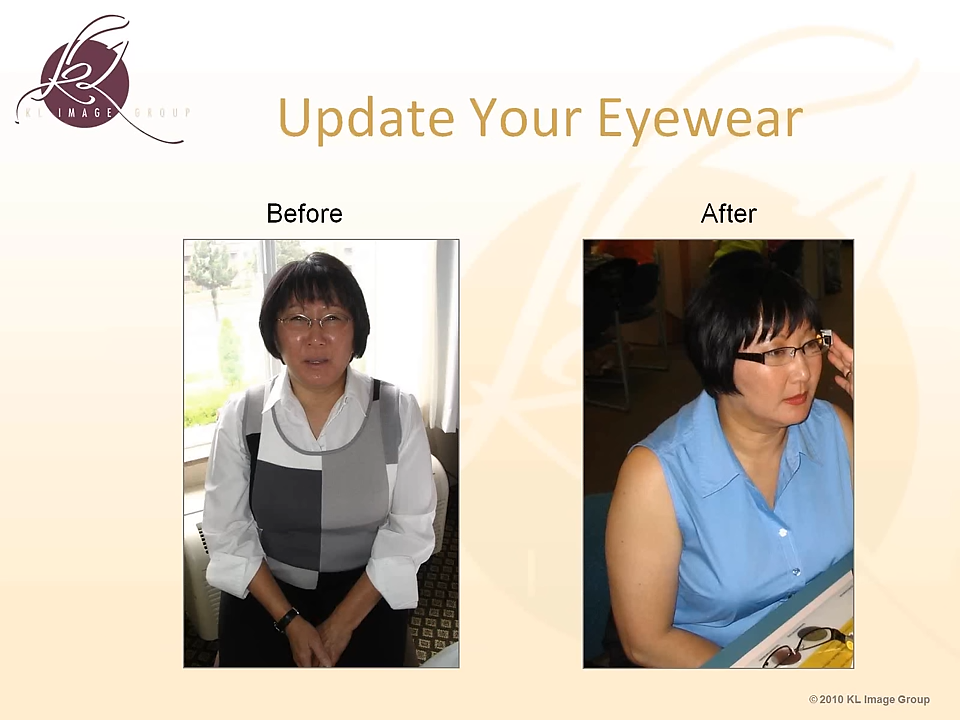 KL IMAGE GROUP
Update Your Eyewear
Before
After
© 2010 KL Image Group